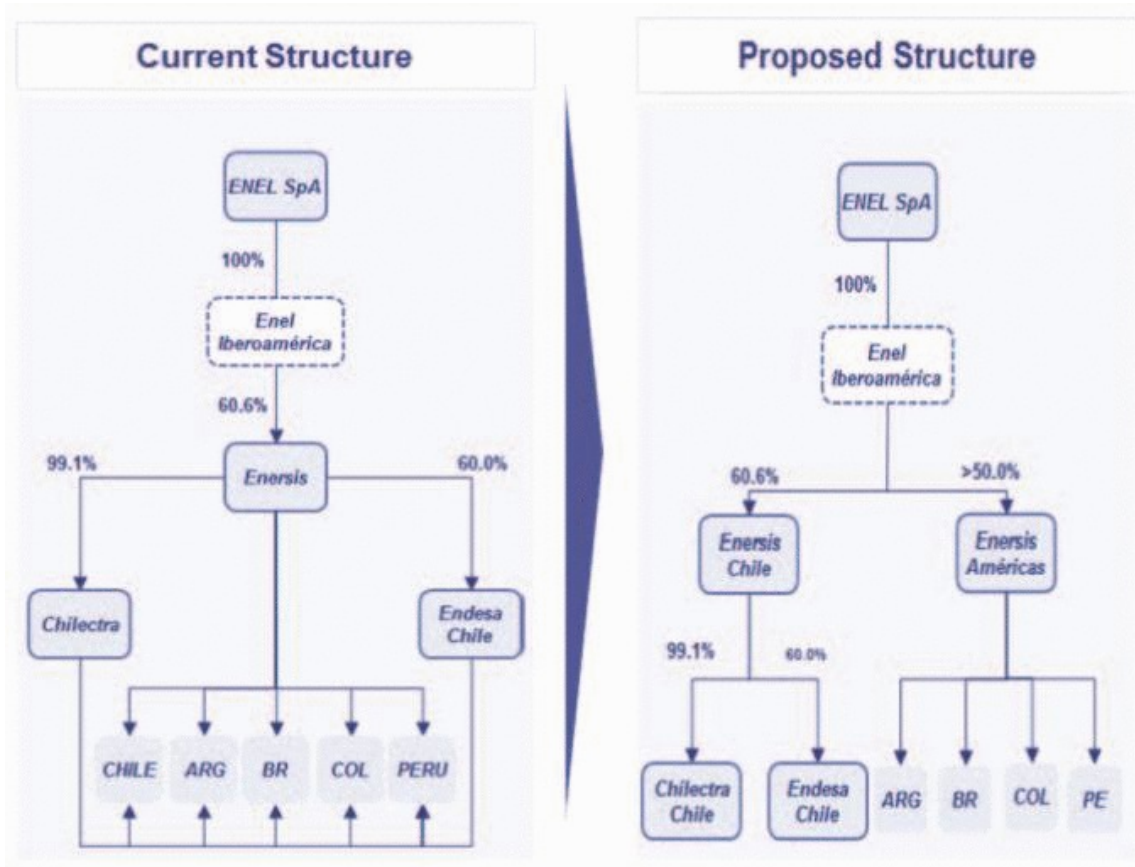 Current Structure
ENEL SpA
100%
Enel
Iberoamérica
60.6%
99.1%
Enersis
60.0%
Chilectra
Endesa
Chile
CHILE
ARG
BR
COL
PERU
Proposed Structure
ENEL SpA
100%
Enel
Iberoamérica
60.6%
>50.0%
Enersis
Chile
Enersis
Américas
99.1%
60.0%
Chilectra
Chile
Endesa
Chile
ARG
BR
COL
PE